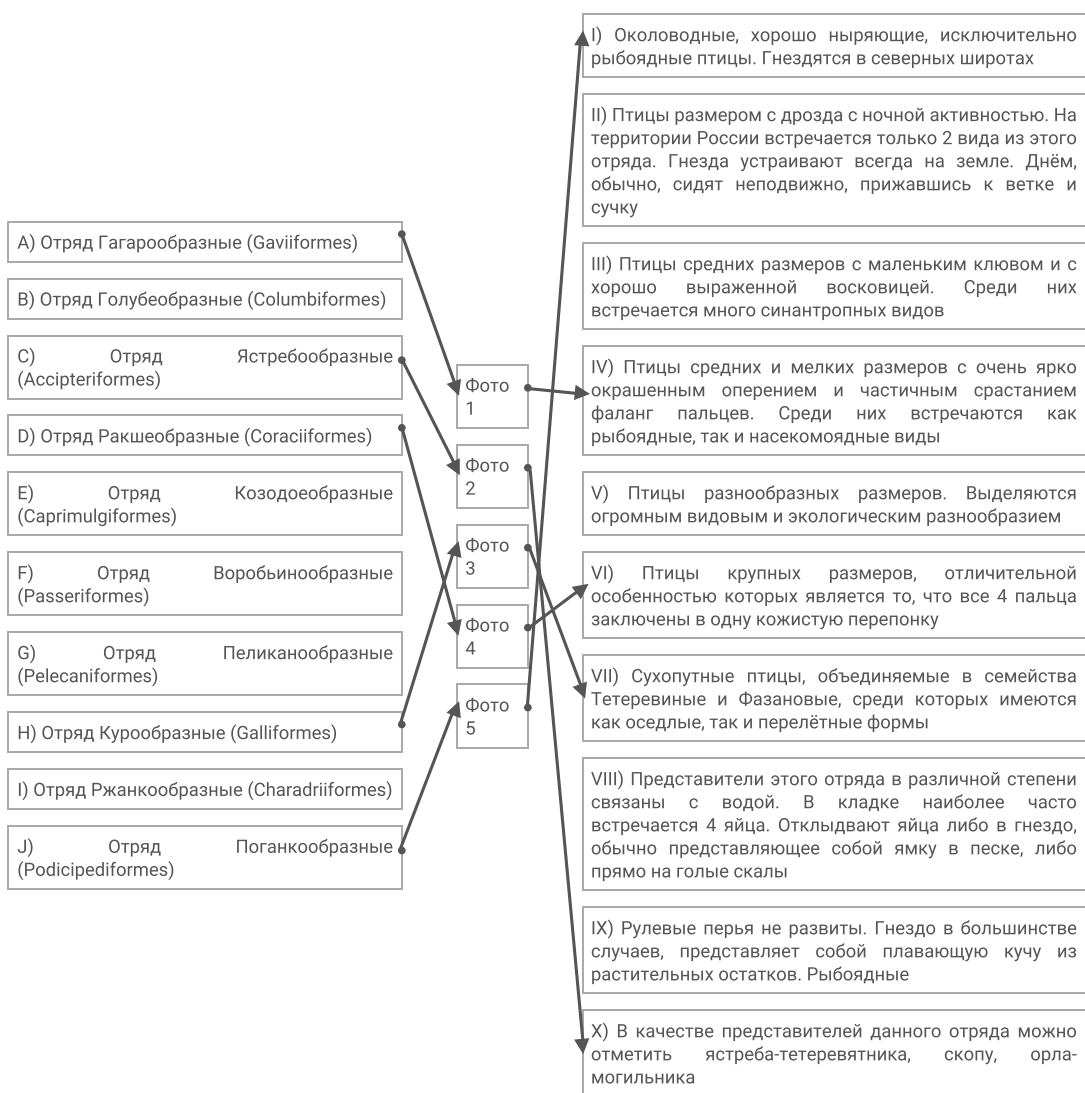 A) Отряд Гагарообразные (Gaviiformes)
B) Отряд Голубеобразные (Columbiformes)
C) Отряд Ястребообразные
(Accipteriformes)
D) Отряд Ракшеобразные (Coraciiformes)
E) Отряд Козодоеобразные
(Caprimulgiformes)
F) Отряд Воробьинообразные
(Passeriformes)
G) Отряд Пеликанообразные
(Pelecaniformes)
H) Отряд Курообразные (Galliformes)
I) Отряд Ржанкообразные (Charadriiformes)
J) Отряд Поганкообразные
(Podicipediformes)
Фото
1
Фото
2
Фото
3
Фото
4
Фото
5
I) Околоводные, хорошо ныряющие, исключительно
рыбоядные птицы. Гнездятся в северных широтах
II) Птицы размером с дрозда с ночной активностью. На
территории России встречается только 2 вида из этого
отряда. Гнезда устраивают всегда на земле. Днём,
обычно, сидят неподвижно, прижавшись к ветке и
сучку
III) Птицы средних размеров с маленьким клювом и с
хорошо выраженной восковицей. Среди них
встречается много синантропных видов
IV) Птицы средних и мелких размеров с очень ярко
окрашенным оперением и частичным срастанием
фаланг пальцев. Среди них встречаются как
рыбоядные, так и насекомоядные виды
V) Птицы разнообразных размеров. Выделяются
огромным видовым и экологическим разнообразием
VI) Птицы крупных размеров, отличительной
особенностью которых является то, что все 4 пальца
заключены в одну кожистую перепонку
VII) Сухопутные птицы, объединяемые в семейства
Тетеревиные и Фазановые, среди которых имеются
как оседлые, так и перелётные формы
VIII) Представители этого отряда в различной степени
связаны с водой. В кладке наиболее часто
встречается 4 яйца. Отклыдвают яйца либо в гнездо,
обычно представляющее собой ямку в песке, либо
прямо на голые скалы
IX) Рулевые перья не развиты. Гнездо в большинстве
случаев, представляет собой плавающую кучу из
растительных остатков. Рыбоядные
X) В качестве представителей данного отряда можно
отметить ястреба-тетеревятника, скопу, орла-
могильника